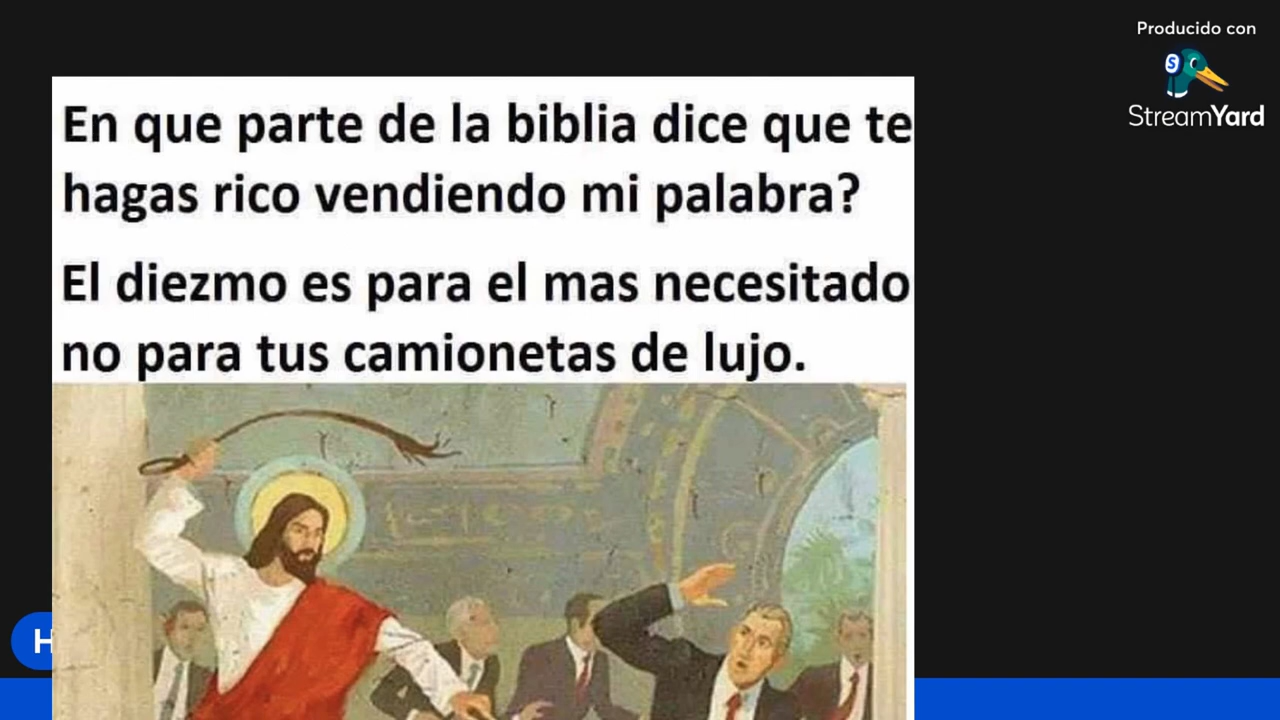 Producido con
StreamYard
En que parte de la biblia dice que te
hagas rico vendiendo mi palabra?
El diezmo es para el mas necesitado
no para tus camionetas de lujo.
H